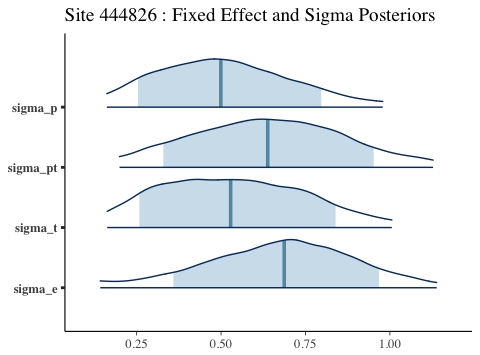 Site 444826 : Fixed Effect and Sigma Posteriors
sigma_p
sigma_pt
sigma_t
sigma_e
0.25 0.50 0.75 1.00